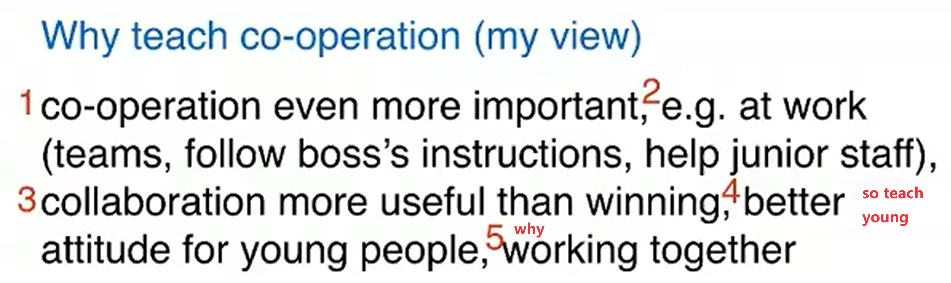 Why teach co-operation (my view)
1 co-operation even more important, 2 e.g. at work
(teams, follow boss's instructions, help junior staff),
3 collaboration more useful than winning, 4 better so teach young
attitude for young people, 5 why working together